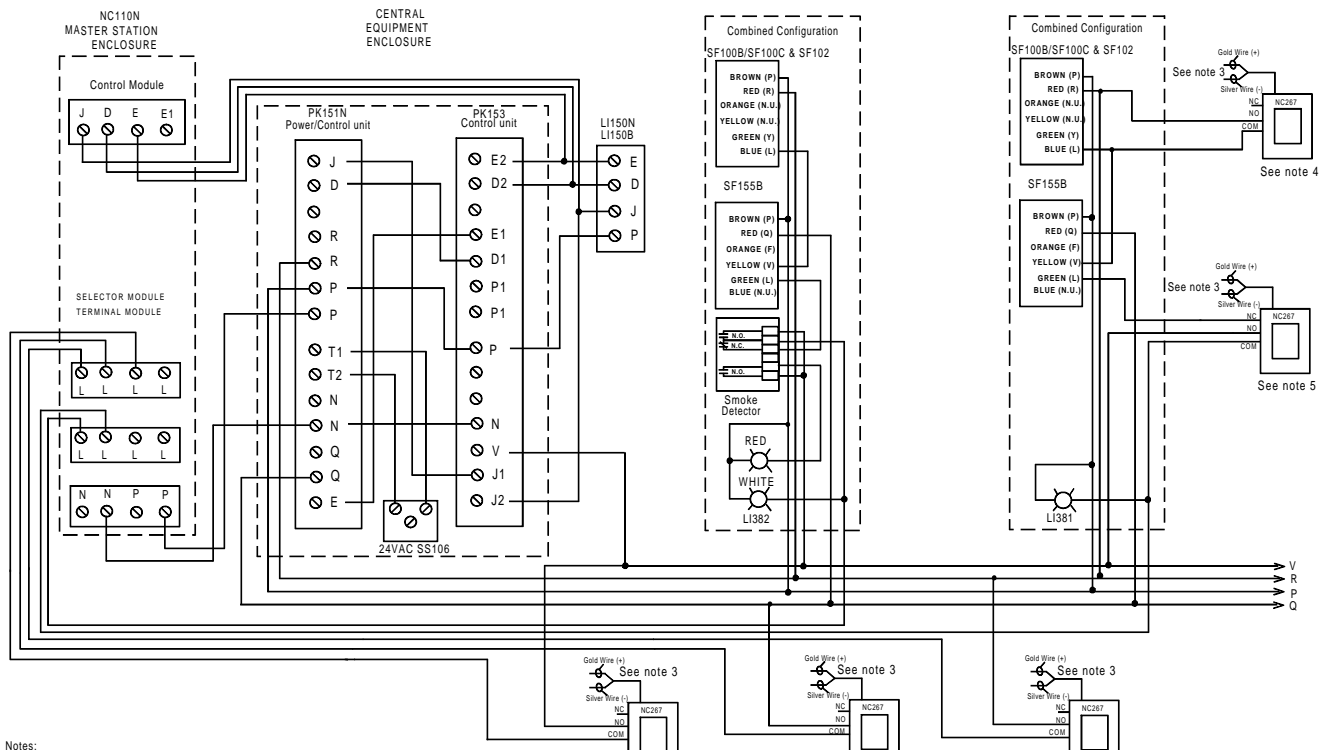 NC110N
MASTER STATION
ENCLOSURE
Control Module
J D E E1
SELECTOR MODULE
TERMINAL MODULE
L L L L
L L L L
N N P P
CENTRAL
EQUIPMENT
ENCLOSURE
PK151N
Power/Control unit
J
D
R
R
P
P
T1
T2
N
N
Q
Q
E
PK153
Control unit
E2
D2
E1
D1
P1
P1
P
N
V
J1
J2
24VAC SS106
LI150N
LI150B
E
D
J
P
Combined Configuration
SF100B/SF100C & SF102
BROWN (P)
RED (R)
ORANGE (N.U.)
YELLOW (N.U.)
GREEN (Y)
BLUE (L)
SF155B
BROWN (P)
RED (Q)
ORANGE (F)
YELLOW (V)
GREEN (L)
BLUE (N.U.)
N.O.
N.C.
N.O.
Smoke
Detector
RED
WHITE
LI382
Combined Configuration
SF100B/SF100C & SF102
BROWN (P)
RED (R)
ORANGE (N.U.)
YELLOW (N.U.)
GREEN (Y)
BLUE (L)
SF155B
BROWN (P)
RED (Q)
ORANGE (F)
YELLOW (V)
GREEN (L)
BLUE (N.U.)
LI381
Gold Wire (+)
See note 3
Silver Wire (-)
NC267
NC
NO
COM
See note 4
Gold Wire (+)
See note 3
Silver Wire (-)
NC267
NC
NO
COM
See note 5
V
R
P
Q
Gold Wire (+)
See note 3
Silver Wire (-)
NC267
NC
NO
COM
Gold Wire (+)
See note 3
Silver Wire (-)
NC267
NC
NO
COM
Gold Wire (+)
See note 3
Silver Wire (-)
NC267
NC
NO
COM
Notes: